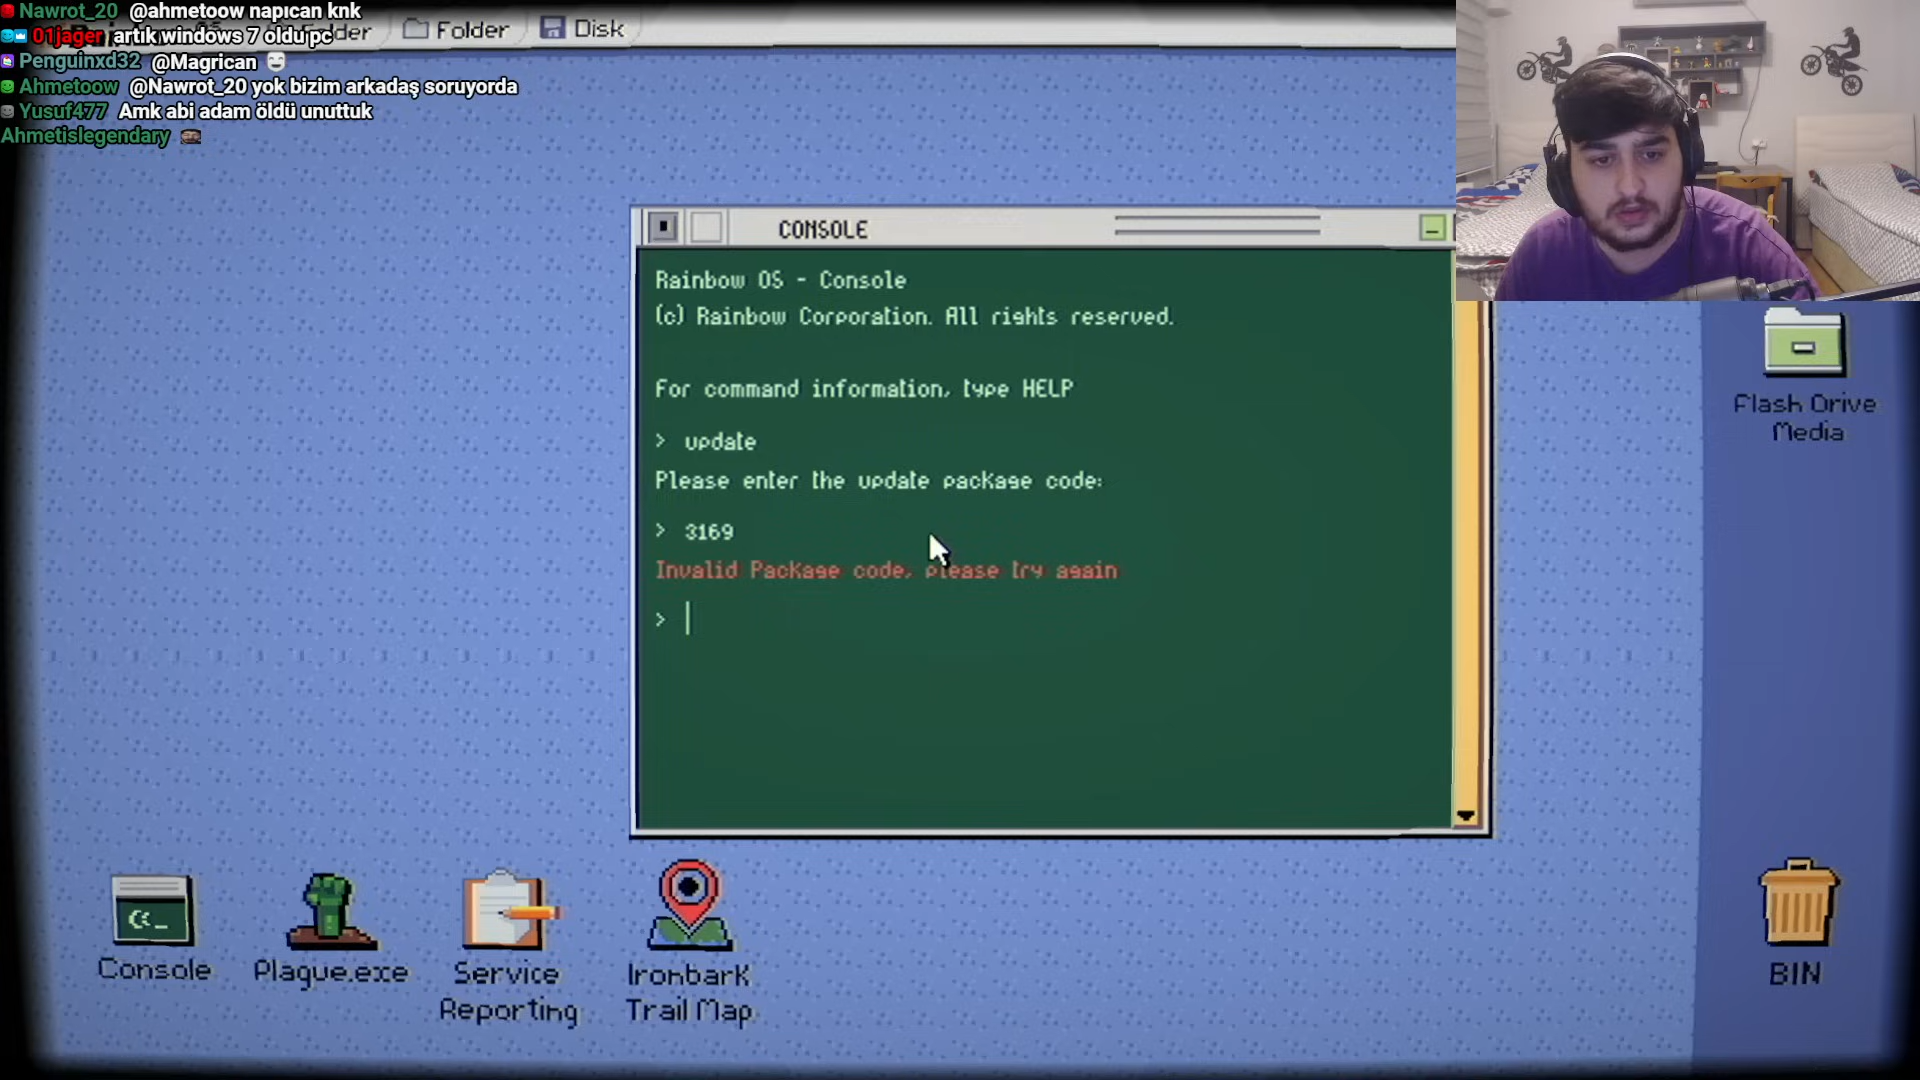 Nawrot_20 @ahmetoow napıcan knk
01jager artık windows 7 oldu pc
Penguinxd32 @Magrican
Ahmetoow @Nawrot_20 yok bizim arkadaş soruyorda
Yusuf477 Amk abi adam öldü unuttuk
Ahmetislegendary
Folder
Disk
CONSOLE
Rainbow OS - Console
(c) Rainbow Corporation. All rights reserved.
For command information, type HELP
> update
Please enter the update package code:
> 3169
Invalid Package code, please try again
>
Flash Drive
Media
Console
Plague.exe
Service
Reporting
Ironbark
Trail Map
BIN